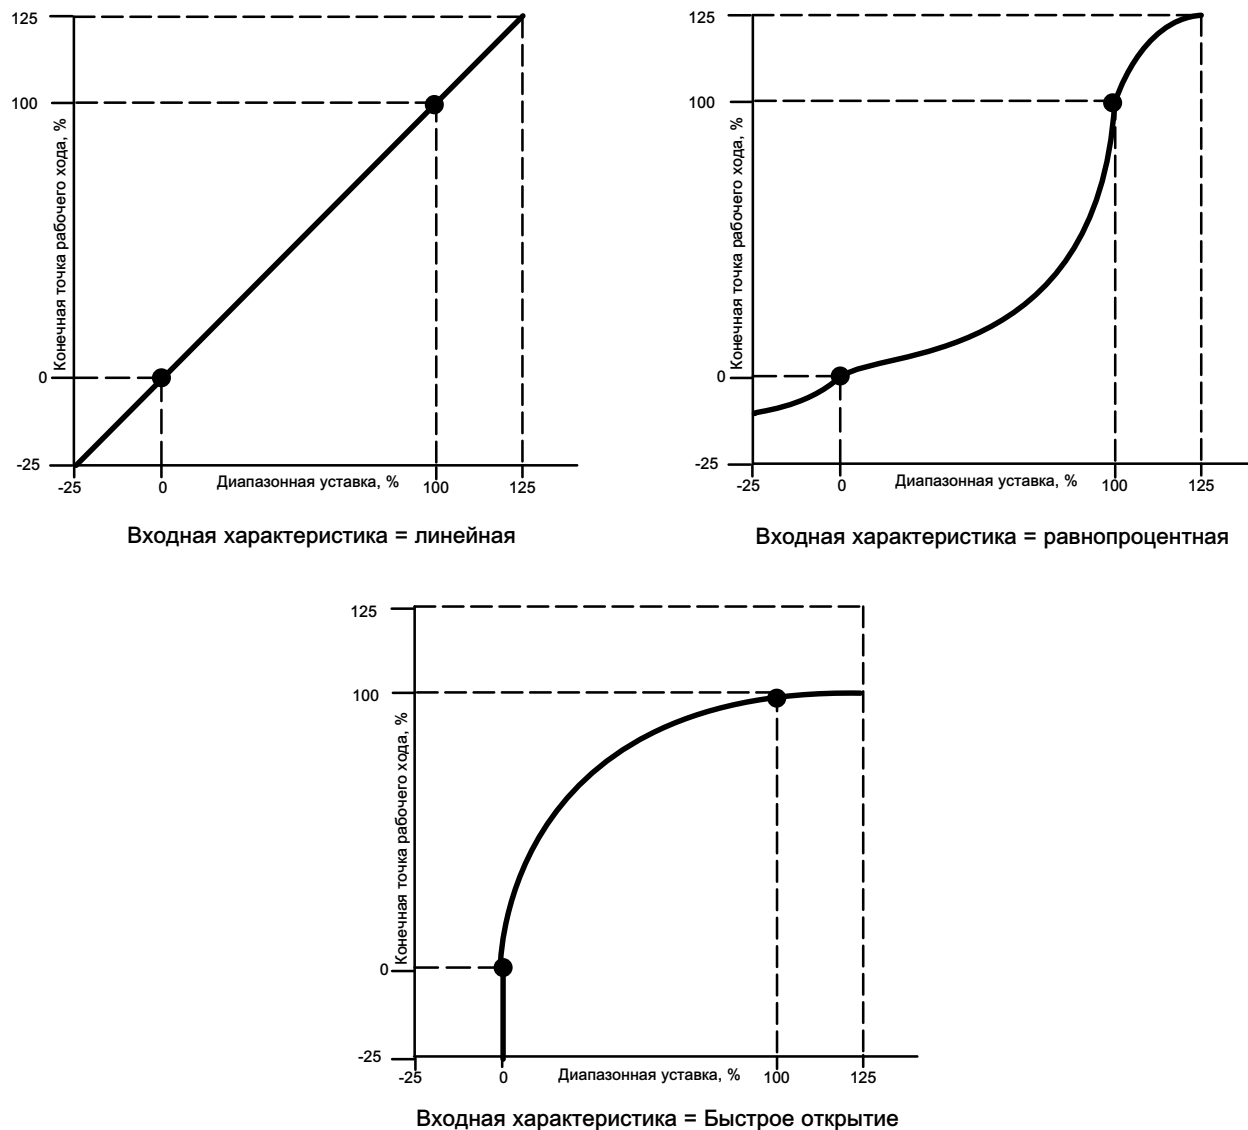 125
100
0
-25
Конечная точка рабочего хода, %
-25
0
Диапазонная уставка, %
100
125
Входная характеристика = линейная
125
100
0
-25
Конечная точка рабочего хода, %
-25
0
Диапазонная уставка, %
100
125
Входная характеристика = равнопроцентная
125
100
0
-25
Конечная точка рабочего хода, %
-25
0
Диапазонная уставка, %
100
125
Входная характеристика = Быстрое открытие